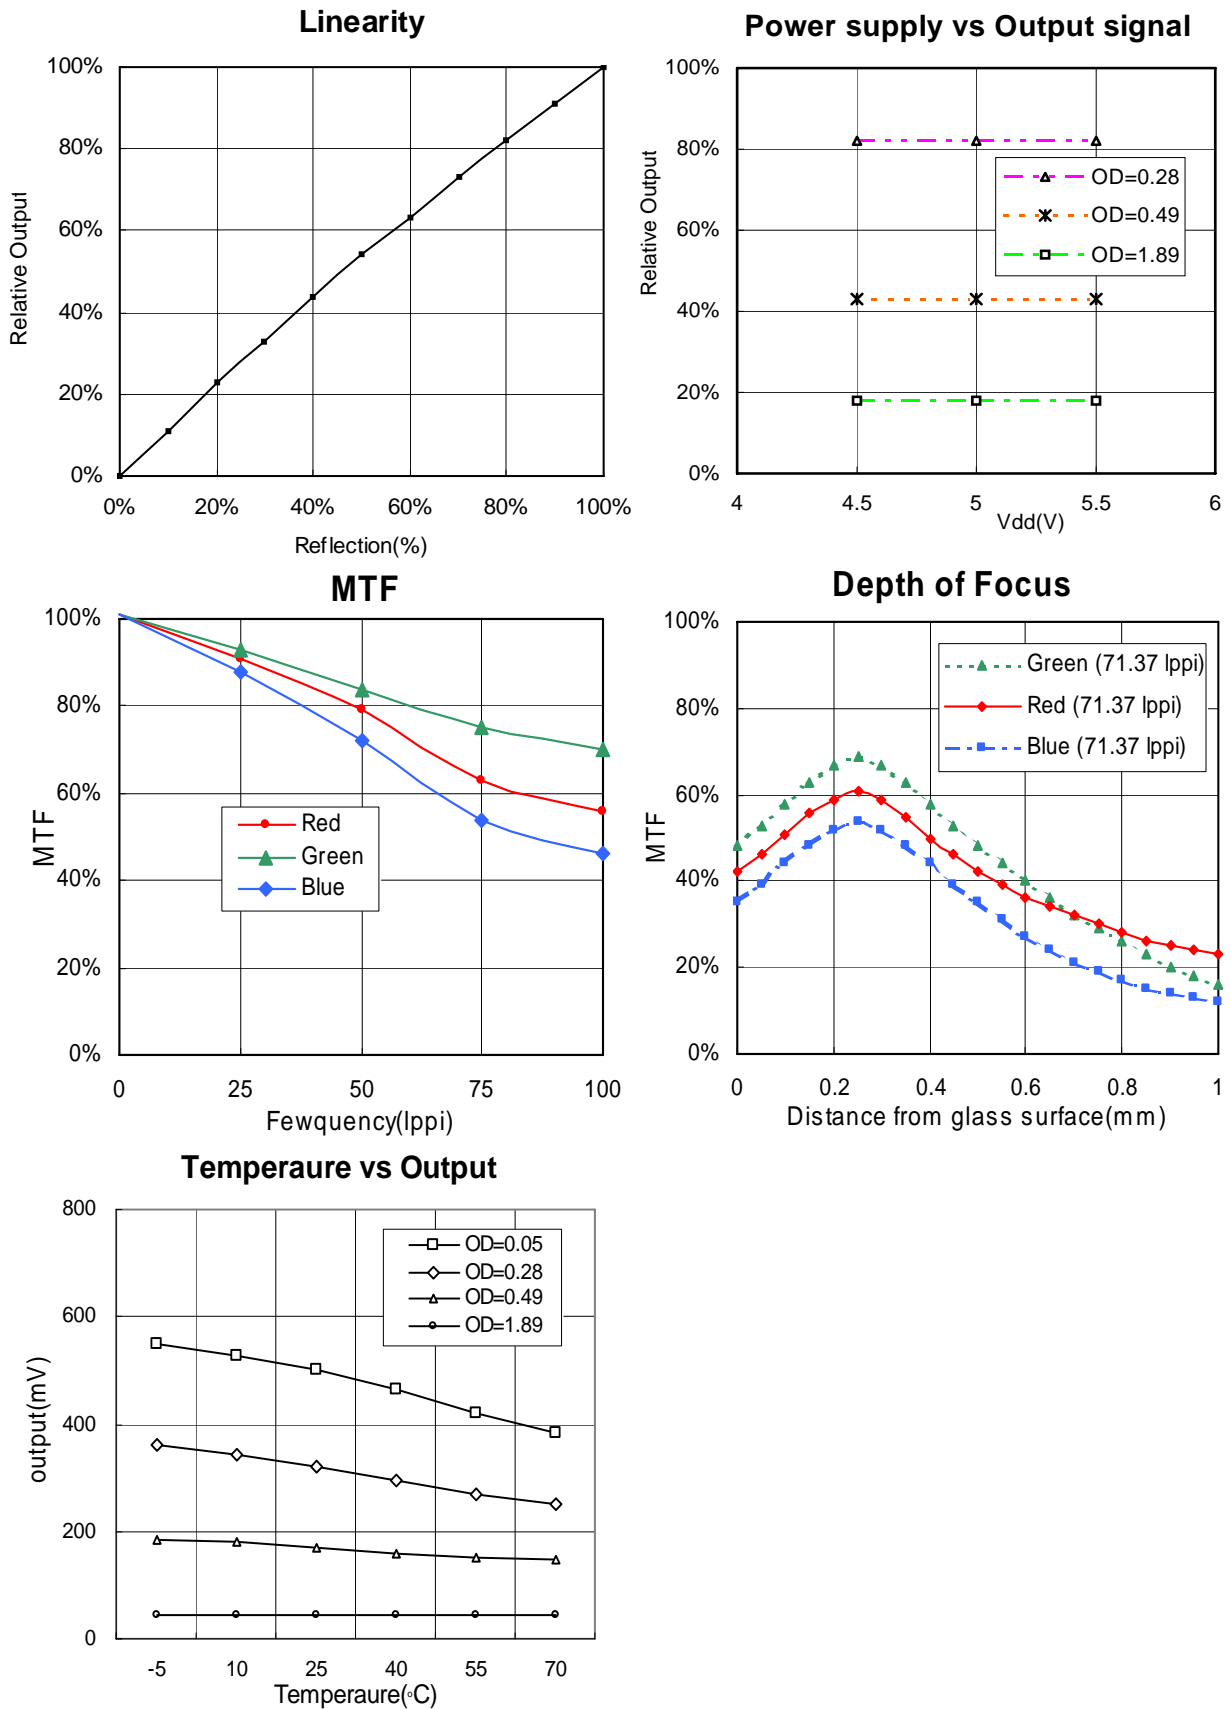 Linearity
100%
80%
60%
40%
20%
0%
Relative Output
0%
20%
40%
60%
80%
100%
Reflection(%)
Power supply vs Output signal
100%
80%
60%
40%
20%
0%
Relative Output
OD=0.28
OD=0.49
OD=1.89
4
4.5
5
5.5
6
Vdd(V)
MTF
100%
80%
60%
40%
20%
0%
MTF
Red
Green
Blue
0
25
50
75
100
Fewquency(lppi)
Depth of Focus
100%
80%
60%
40%
20%
0%
MTF
Green (71.37 lppi)
Red (71.37 lppi)
Blue (71.37 lppi)
0
0.2
0.4
0.6
0.8
1
Distance from glass surface(mm)
Temperaure vs Output
800
600
400
200
0
output(mV)
OD=0.05
OD=0.28
OD=0.49
OD=1.89
-5
10
25
40
55
70
Temperaure(◦C)